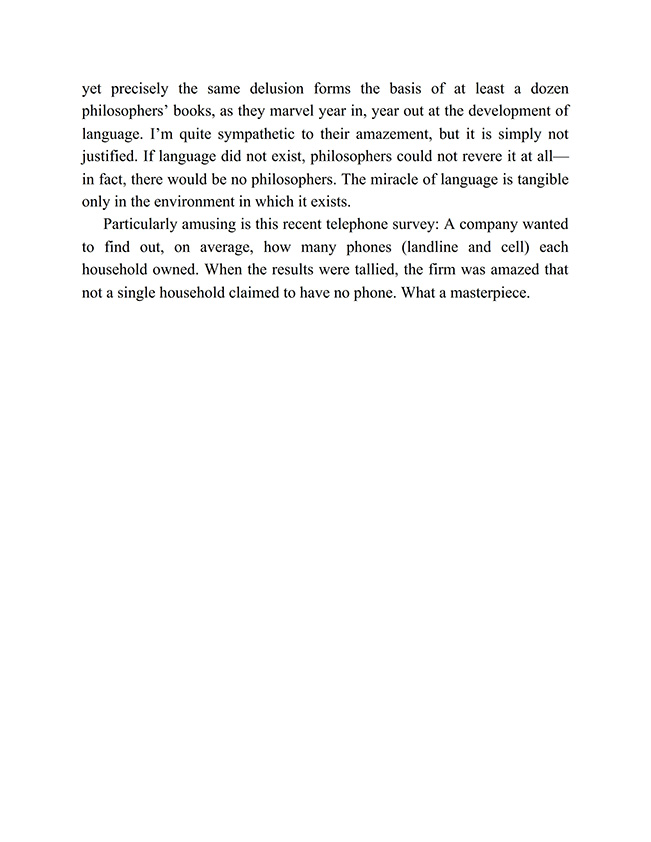 yet precisely the same delusion forms the basis of at least a dozen
philosophers’ books, as they marvel year in, year out at the development of
language. I’m quite sympathetic to their amazement, but it is simply not
justified. If language did not exist, philosophers could not revere it at all—
in fact, there would be no philosophers. The miracle of language is tangible
only in the environment in which it exists.
Particularly amusing is this recent telephone survey: A company wanted
to find out, on average, how many phones (landline and cell) each
household owned. When the results were tallied, the firm was amazed that
not a single household claimed to have no phone. What a masterpiece.